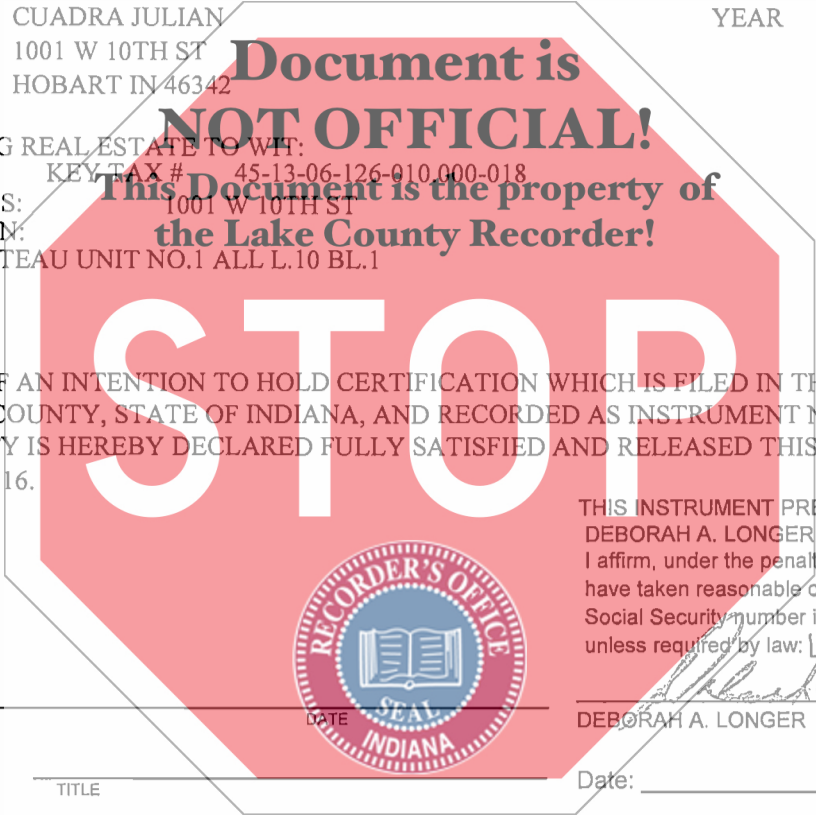 CUADRA JULIAN YEAR
1001 W 10TH ST
HOBART IN 46342
Document is
NOT OFFICIAL!
G REAL ESTATE TO WIT:
KEY TAX # 45-13-06-126-010.000-018
This Document is the property of
S: 1001 W 10TH ST
N:
the Lake County Recorder!
TEAU UNIT NO.1 ALL L.10 BL.1
STOP
F AN INTENTION TO HOLD CERTIFICATION WHICH IS FILED IN TH
COUNTY, STATE OF INDIANA, AND RECORDED AS INSTRUMENT N
Y IS HEREBY DECLARED FULLY SATISFIED AND RELEASED THIS
16.
THIS INSTRUMENT PRE
DEBORAH A. LONGER
I affirm, under the penalt
have taken reasonable c
Social Security number i
unless required by law:
RECORDER'S OFFICE
SEAL
INDIANA
DATE
DEBORAH A. LONGER
TITLE
Date: